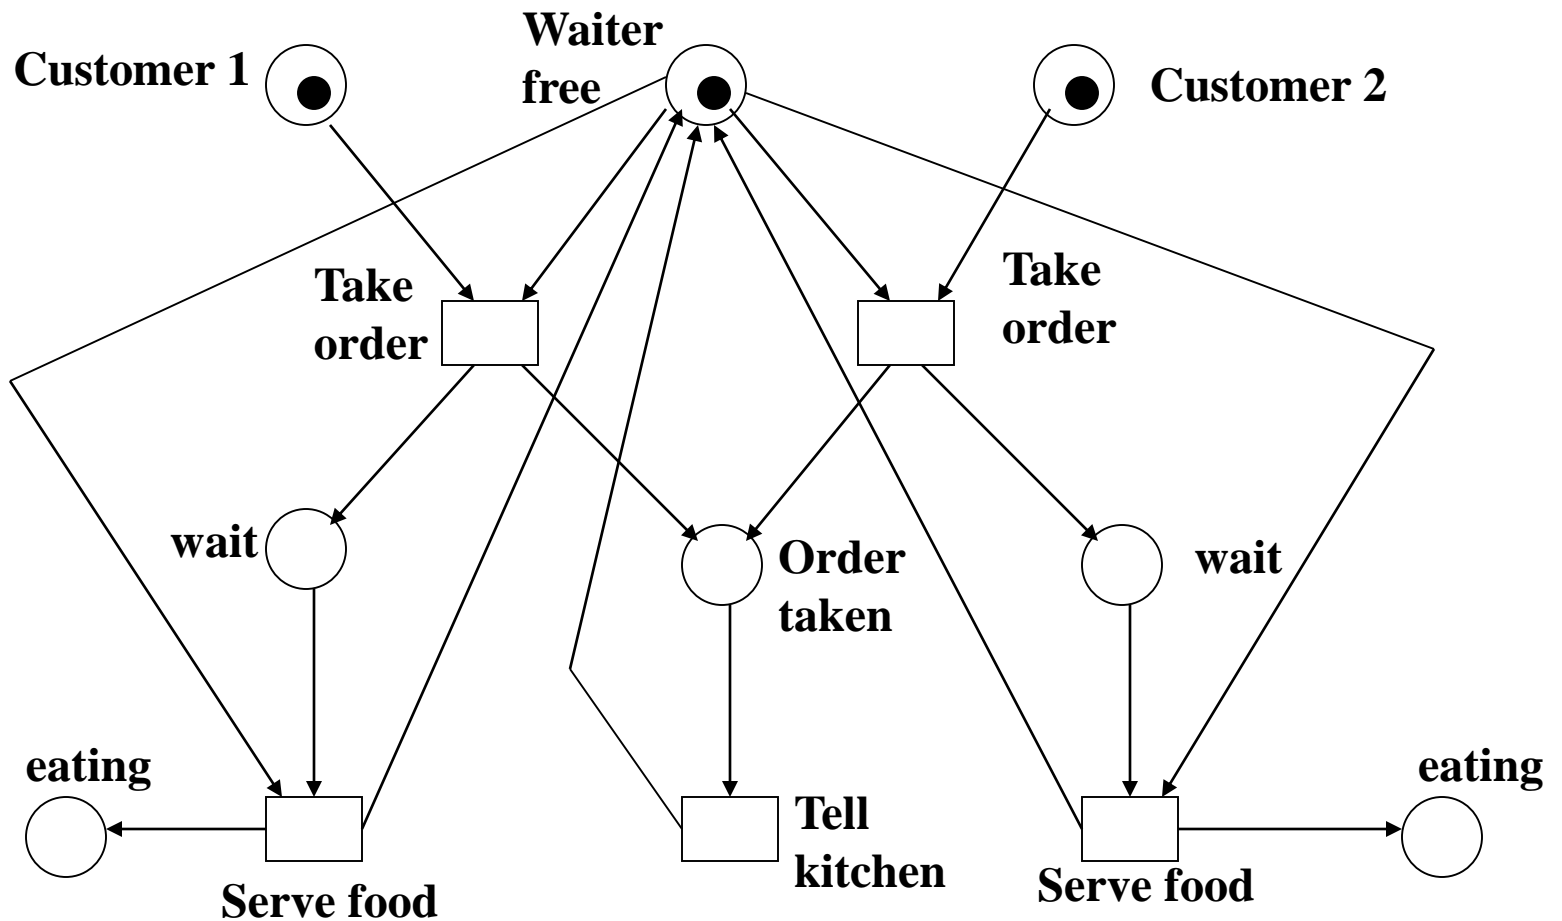 Customer 1
Waiter
free
Customer 2
Take
order
Take
order
wait
Order
taken
wait
eating
eating
Tell
kitchen
Serve food
Serve food